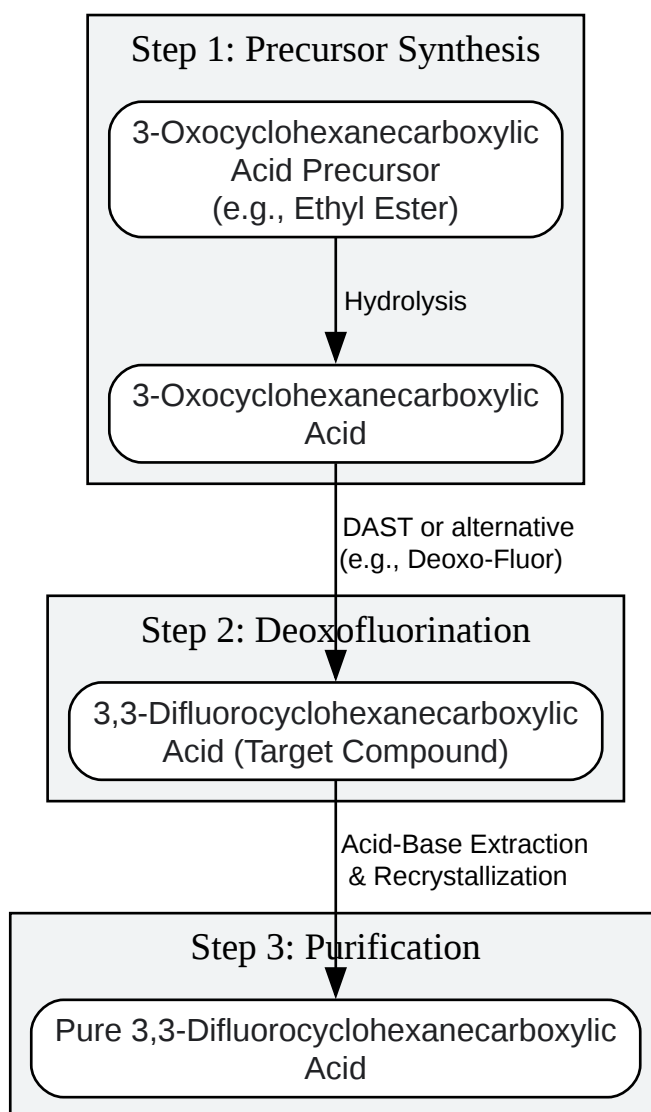 Step 1: Precursor Synthesis
3-Oxocyclohexanecarboxylic
Acid Precursor
(e.g., Ethyl Ester)
Hydrolysis
3-Oxocyclohexanecarboxylic
Acid
DAST or alternative
(e.g., Deoxo-Fluor)
Step 2: Deoxofluorination
3,3-Difluorocyclohexanecarboxylic
Acid (Target Compound)
Acid-Base Extraction
& Recrystallization
Step 3: Purification
Pure 3,3-Difluorocyclohexanecarboxylic
Acid